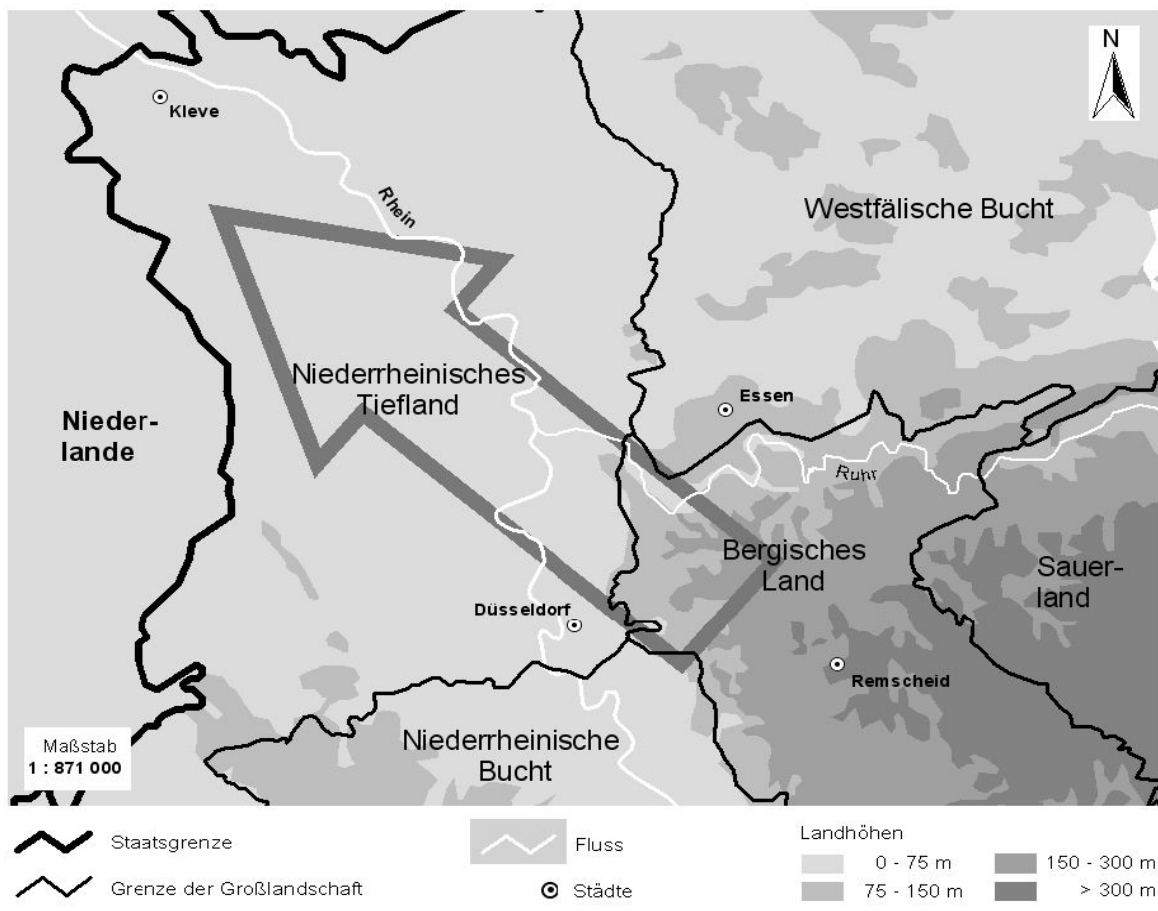 N
Kleve
Rhein
Westfälische Bucht
Niederrheinisches
Tiefland
Essen
Nieder-
lande
Ruhr
Bergisches
Land
Sauer-
land
Düsseldorf
Remscheid
Maßstab
1 : 871 000
Niederrheinische
Bucht
Staatsgrenze
Fluss
Landhöhen
0 - 75 m
150 - 300 m
Grenze der Großlandschaft
Städte
75 - 150 m
> 300 m